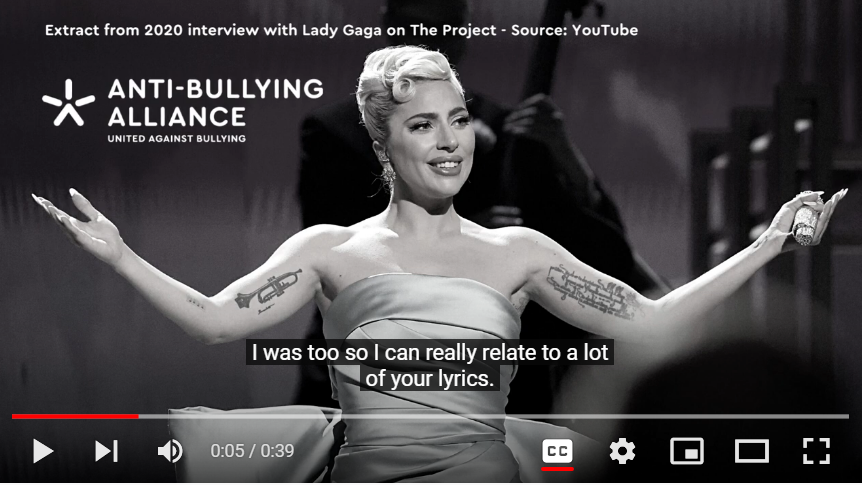 Extract from 2020 interview with Lady Gaga on The Project - Source: YouTube
ANTI-BULLYING
ALLIANCE
UNITED AGAINST BULLYING
I was too so I can really relate to a lot
of your lyrics.
0:05 / 0:39
CC